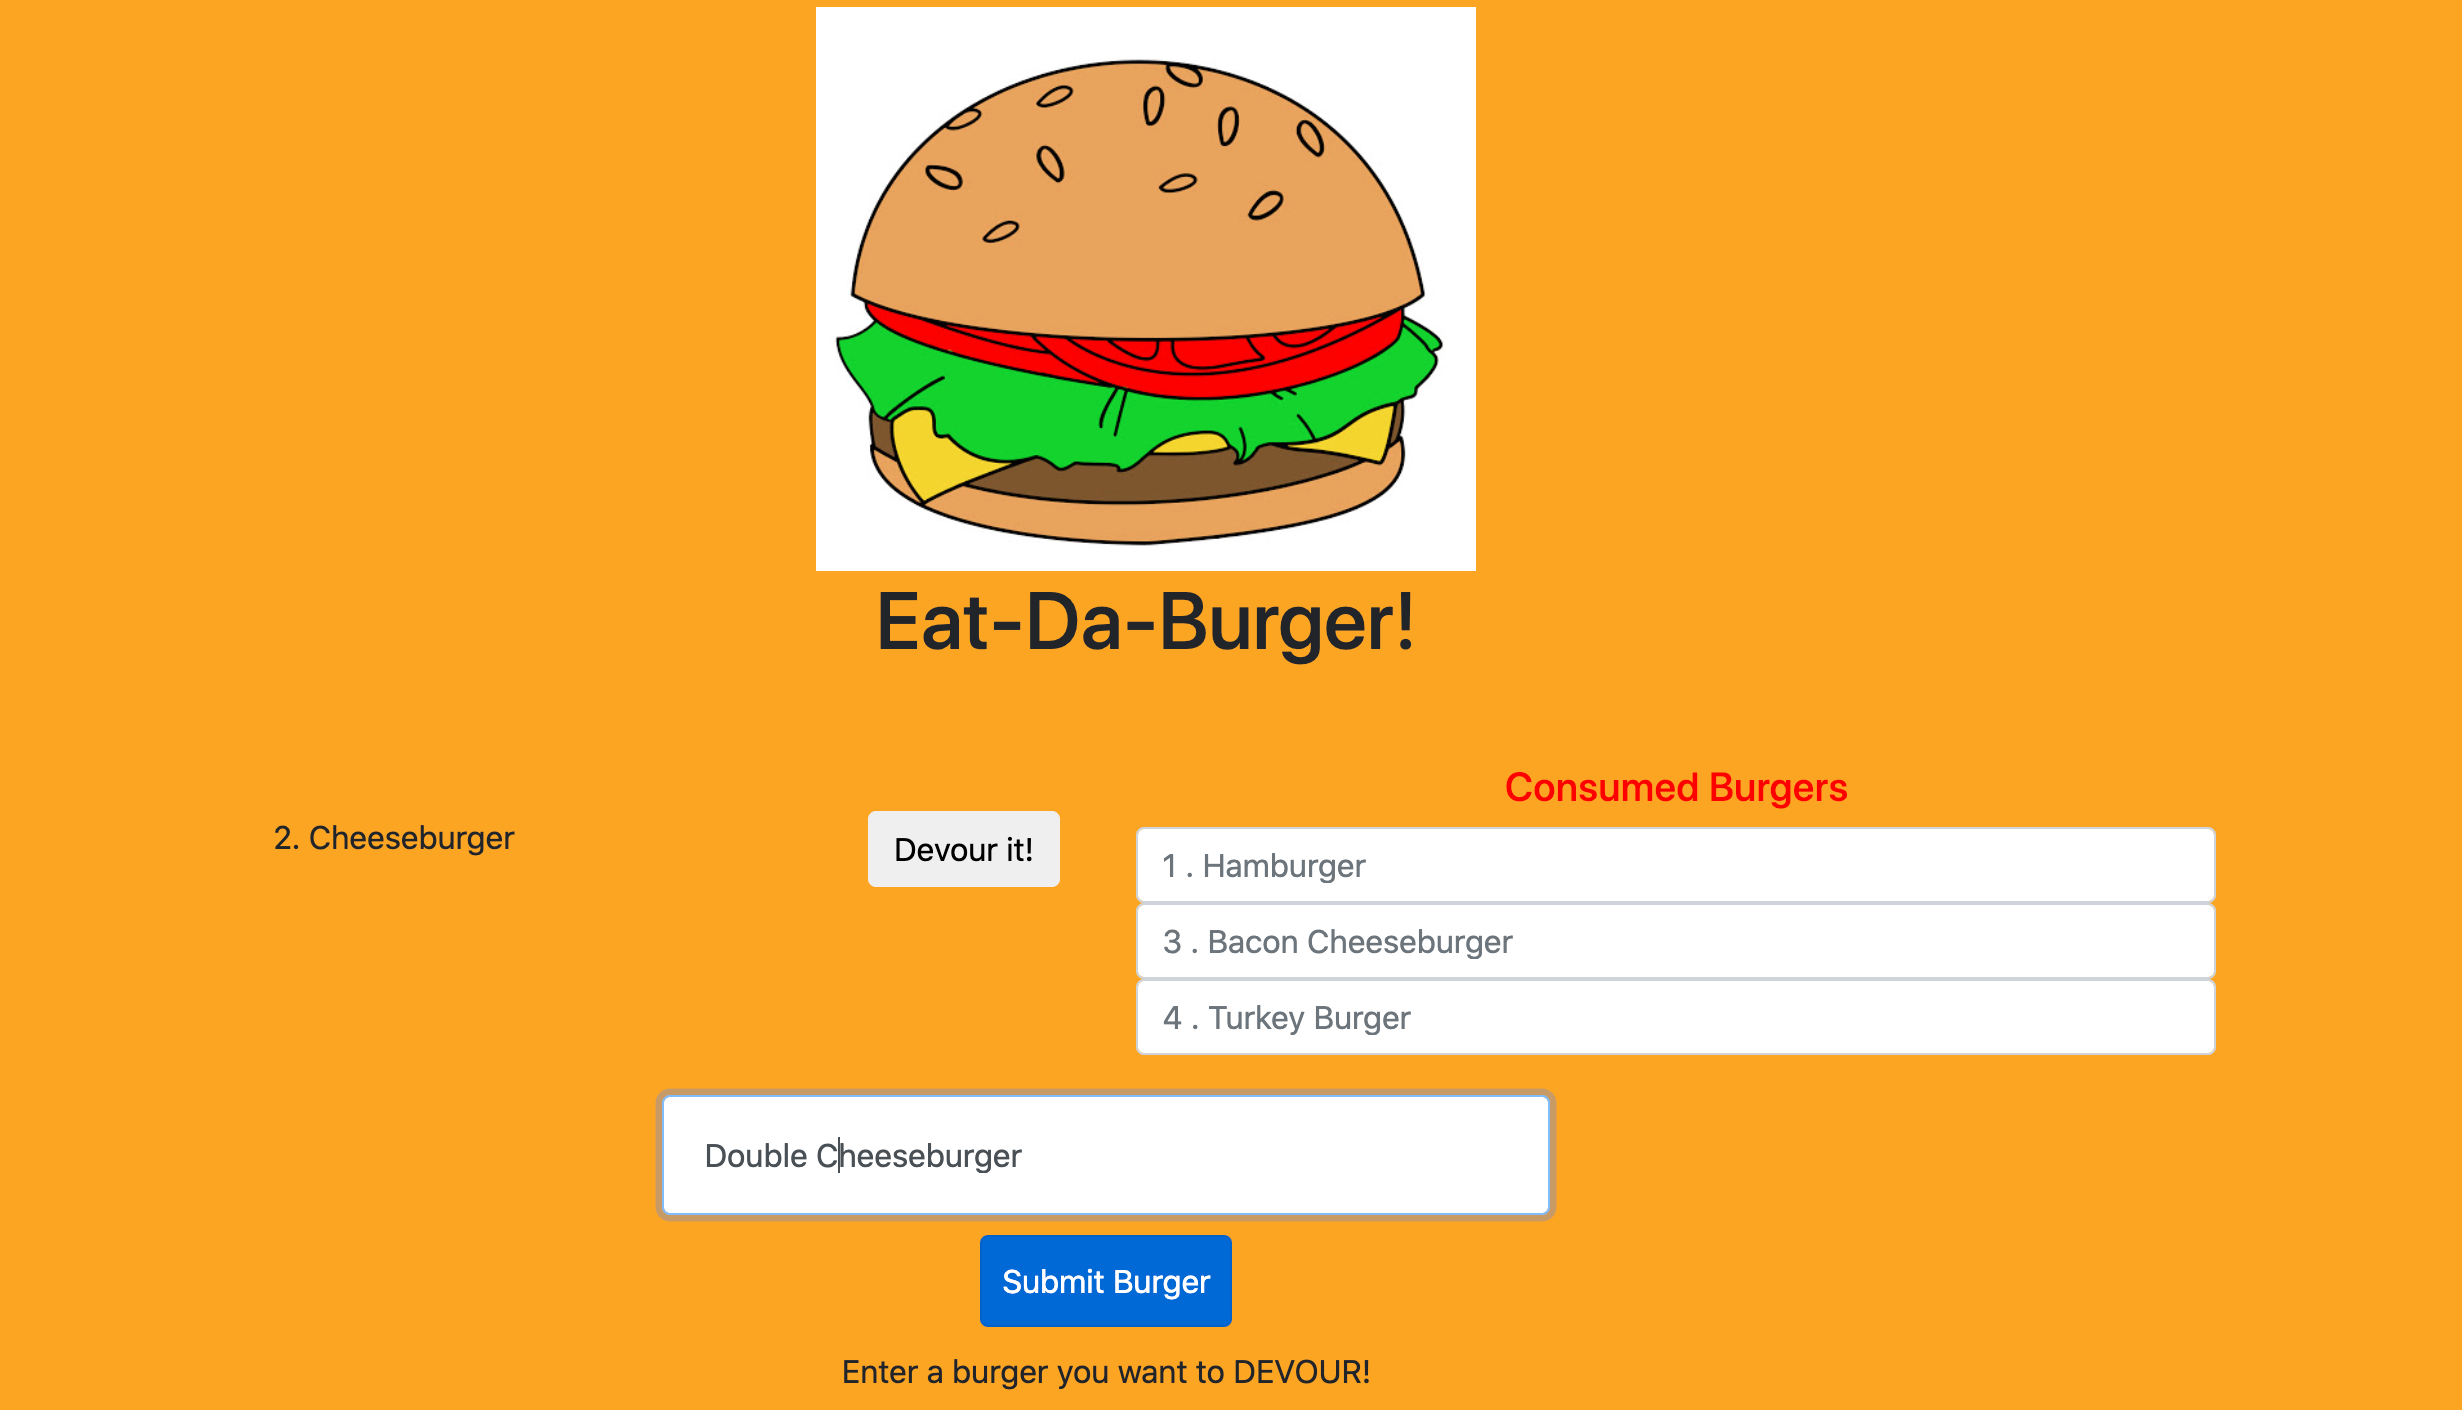 Eat-Da-Burger!
Consumed Burgers
2. Cheeseburger
Devour it!
1 . Hamburger
3 . Bacon Cheeseburger
4 . Turkey Burger
Double Cheeseburger
Submit Burger
Enter a burger you want to DEVOUR!